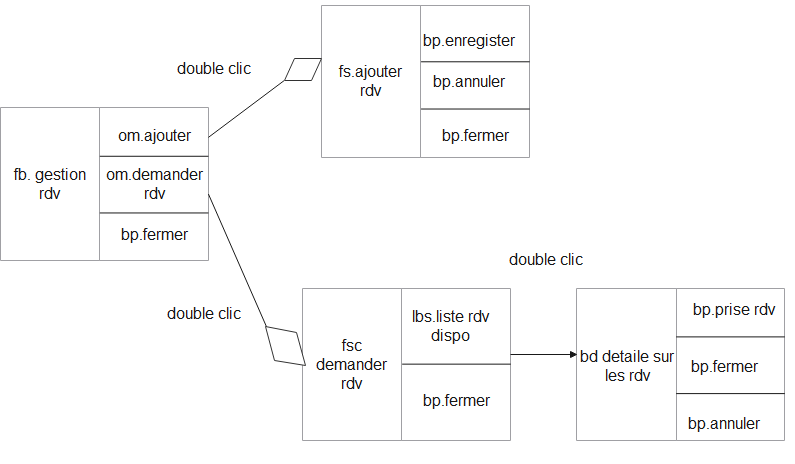 double clic
fs.ajouter
rdv
bp.enregister
bp.annuler
bp.fermer
fb. gestion
rdv
om.ajouter
om.demander
rdv
bp.fermer
double clic
fsc
demander
rdv
lbs.liste rdv
dispo
bp.fermer
double clic
bd detaile sur
les rdv
bp.prise rdv
bp.fermer
bp.annuler